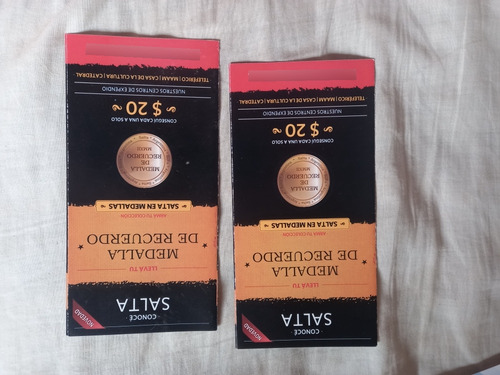 NOVEDAD
CONOCÉ
SALTA
LLEVÁ TU
MEDALLA
DE RECUERDO
ARMÁ TU COLECCIÓN
SALTA EN MEDALLAS
MEDALLA
DE
RECUERDO
CONSEGUÍ CADA UNA A SOLO
$ 20
NUESTROS CENTROS DE EXPENDIO
TELEFÉRICO | MAAM | CASA DE LA CULTURA | CATEDRAL
NOVEDAD
CONOCÉ
SALTA
LLEVÁ TU
MEDALLA
DE RECUERDO
ARMÁ TU COLECCIÓN
SALTA EN MEDALLAS
MEDALLA
DE
RECUERDO
CONSEGUÍ CADA UNA A SOLO
$ 20
NUESTROS CENTROS DE EXPENDIO
TELEFÉRICO | MAAM | CASA DE LA CULTURA | CATEDRAL